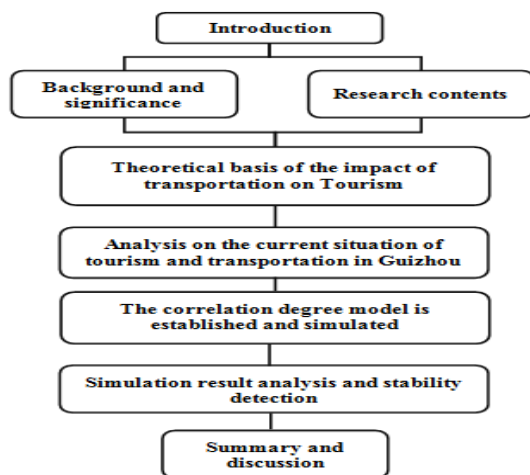 Introduction
Background and
significance
Research contents
Theoretical basis of the impact of
transportation on Tourism
Analysis on the current situation of
tourism and transportation in Guizhou
The correlation degree model is
established and simulated
Simulation result analysis and stability
detection
Summary and
discussion